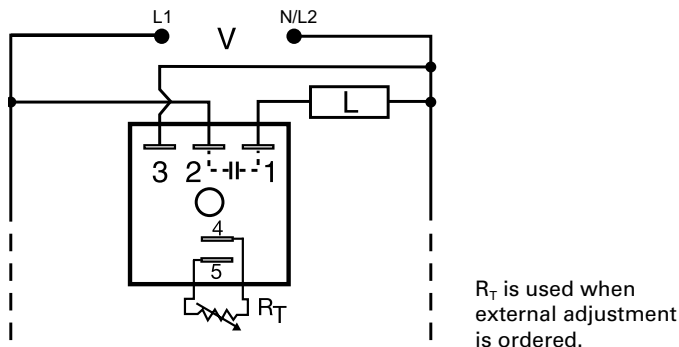 L1
V
N/L2
L
3
2
1
4
5
RT
RT is used when
external adjustment
is ordered.